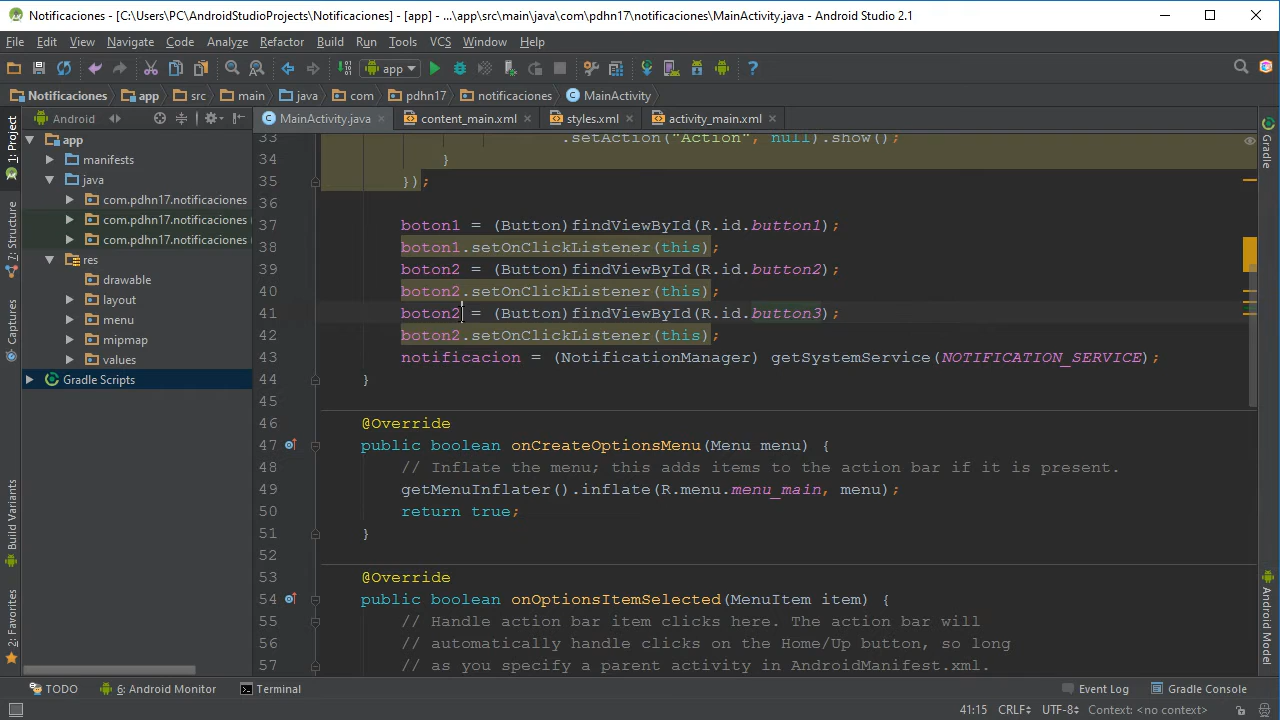 Notificaciones - [C:\Users\PC\AndroidStudioProjects\Notificaciones] - [app] - ...\app\src\main\java\com\pdhn17\notificaciones\MainActivity.java - Android Studio 2.1
File Edit View Navigate Code Analyze Refactor Build Run Tools VCS Window Help
app
Notificaciones app src main java com pdhn17 notificaciones MainActivity
Android
MainActivity.java content_main.xml styles.xml activity_main.xml
1: Project
Z: Structure
Captures
Build Variants
2: Favorites
app
manifests
java
com.pdhn17.notificaciones
com.pdhn17.notificaciones
com.pdhn17.notificaciones
res
drawable
layout
menu
mipmap
values
Gradle Scripts
33 .setAction("Action", null).show();
34 }
35 });
36
37 boton1 = (Button)findViewById(R.id.button1);
38 boton1.setOnClickListener(this);
39 boton2 = (Button)findViewById(R.id.button2);
40 boton2.setOnClickListener(this);
41 boton2 = (Button)findViewById(R.id.button3);
42 boton2.setOnClickListener(this);
43 notificacion = (NotificationManager) getSystemService(NOTIFICATION_SERVICE);
44 }
45
46 @Override
47 public boolean onCreateOptionsMenu(Menu menu) {
48 // Inflate the menu; this adds items to the action bar if it is present.
49 getMenuInflater().inflate(R.menu.menu_main, menu);
50 return true;
51 }
52
53 @Override
54 public boolean onOptionsItemSelected(MenuItem item) {
55 // Handle action bar item clicks here. The action bar will
56 // automatically handle clicks on the Home/Up button, so long
57 // as you specify a parent activity in AndroidManifest.xml.
Gradle
Android Model
TODO 6: Android Monitor Terminal Event Log Gradle Console
41:15 CRLF UTF-8 Context: <no context>